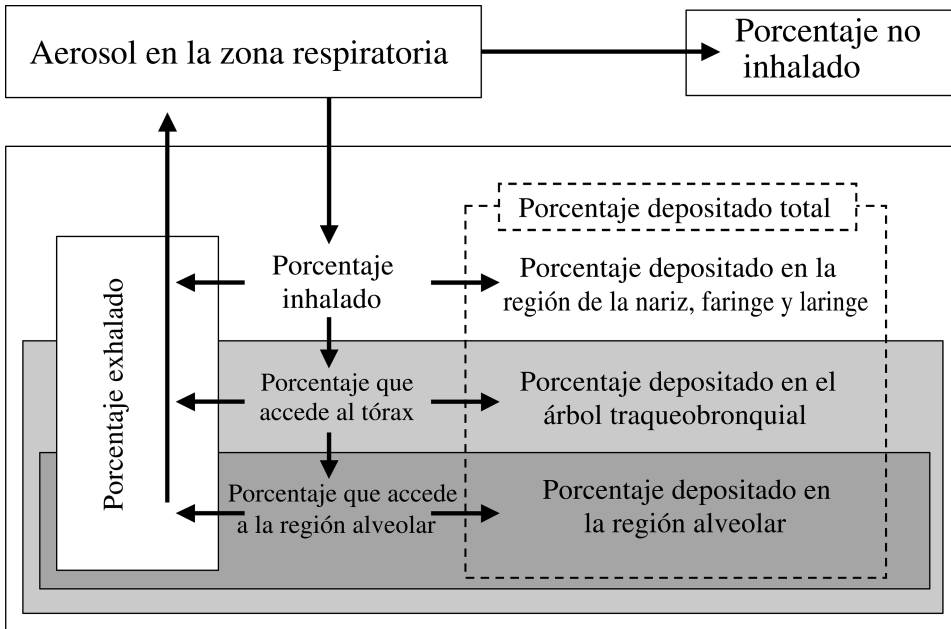 Aerosol en la zona respiratoria
Porcentaje no
inhalado
Porcentaje depositado total
Porcentaje
inhalado
Porcentaje depositado en la
región de la nariz, faringe y laringe
Porcentaje exhalado
Porcentaje que
accede al tórax
Porcentaje depositado en el
árbol traqueobronquial
Porcentaje que accede
a la región alveolar
Porcentaje depositado en
la región alveolar